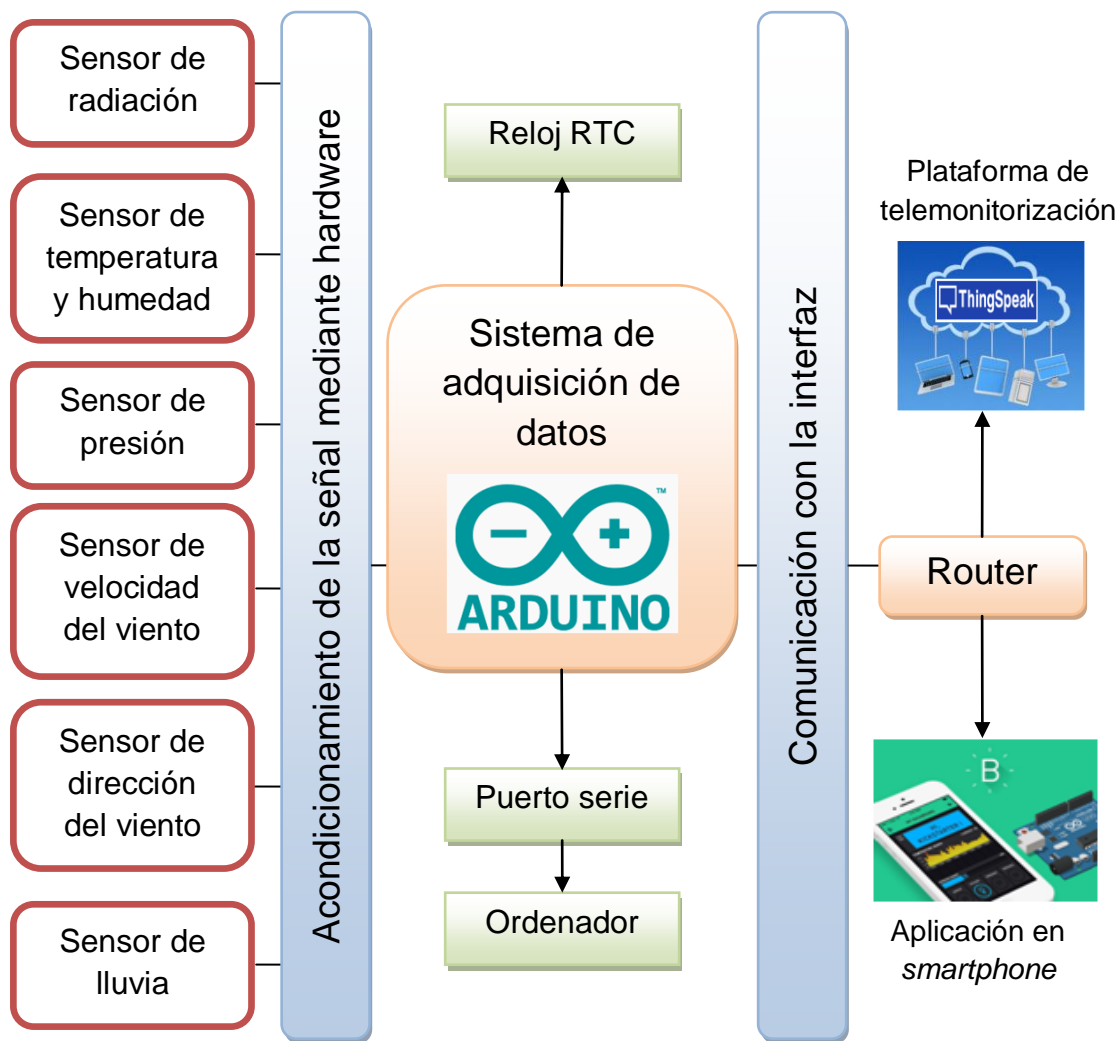 Sensor de
radiación
Sensor de
temperatura
y humedad
Sensor de
presión
Sensor de
velocidad
del viento
Sensor de
dirección
del viento
Sensor de
lluvia
Acondicionamiento de la señal mediante hardware
Reloj RTC
Sistema de
adquisición de
datos
TM
ARDUINO
Puerto serie
Ordenador
Comunicación con la interfaz
Plataforma de
telemonitorización
ThingSpeak
Router
B
KICKSTARTER!
Aplicación en
smartphone